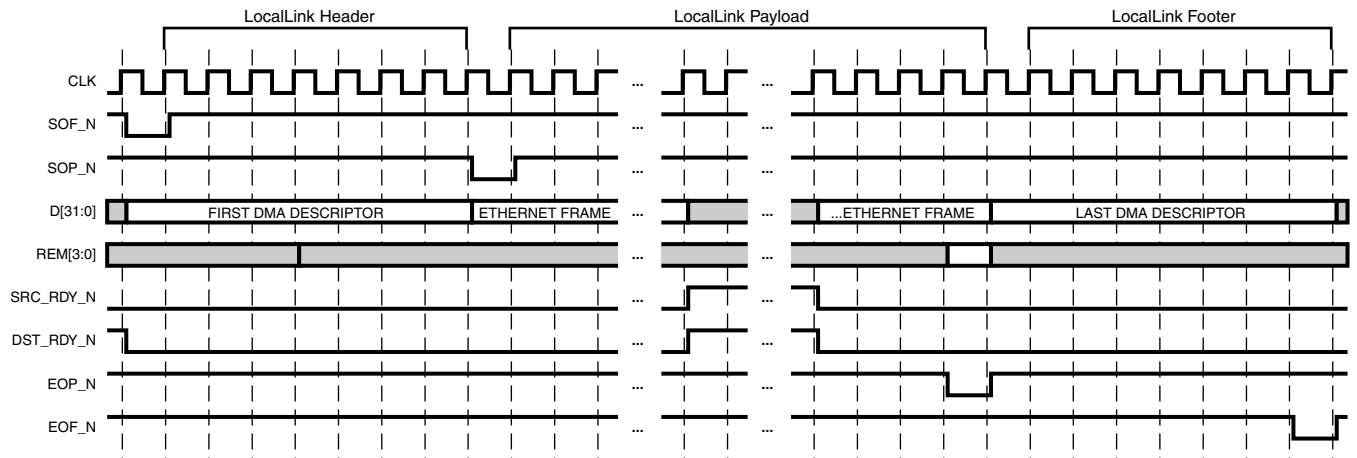 LocalLink Header LocalLink Payload LocalLink Footer
CLK ... ...
SOF_N ... ...
SOP_N ... ...
D[31:0] FIRST DMA DESCRIPTOR ETHERNET FRAME ... ... ...ETHERNET FRAME LAST DMA DESCRIPTOR
REM[3:0] ... ...
SRC_RDY_N ... ...
DST_RDY_N ... ...
EOP_N ... ...
EOF_N ... ...